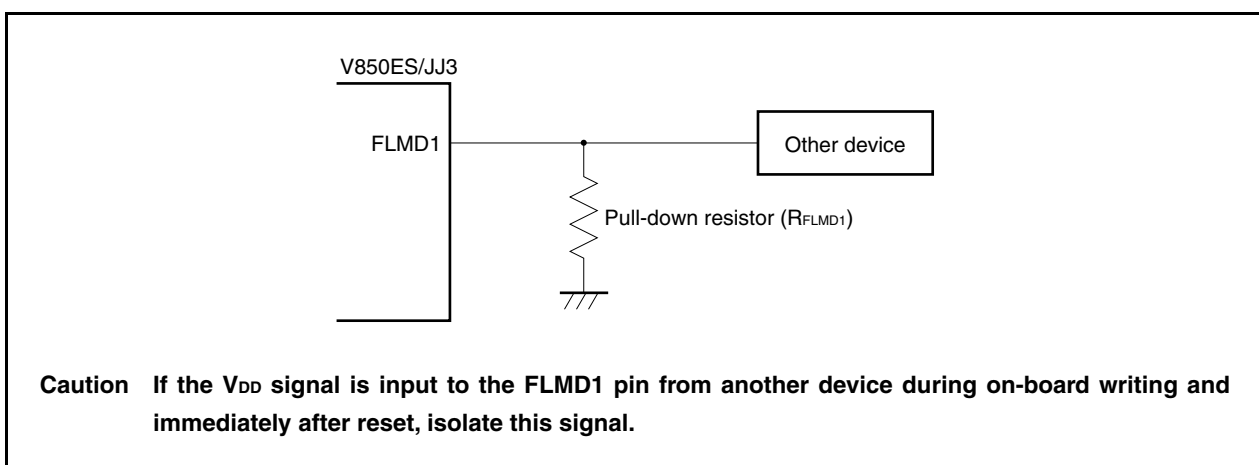 V850ES/JJ3
FLMD1
Other device
Pull-down resistor (RFLMD1)
Caution If the VDD signal is input to the FLMD1 pin from another device during on-board writing and
immediately after reset, isolate this signal.